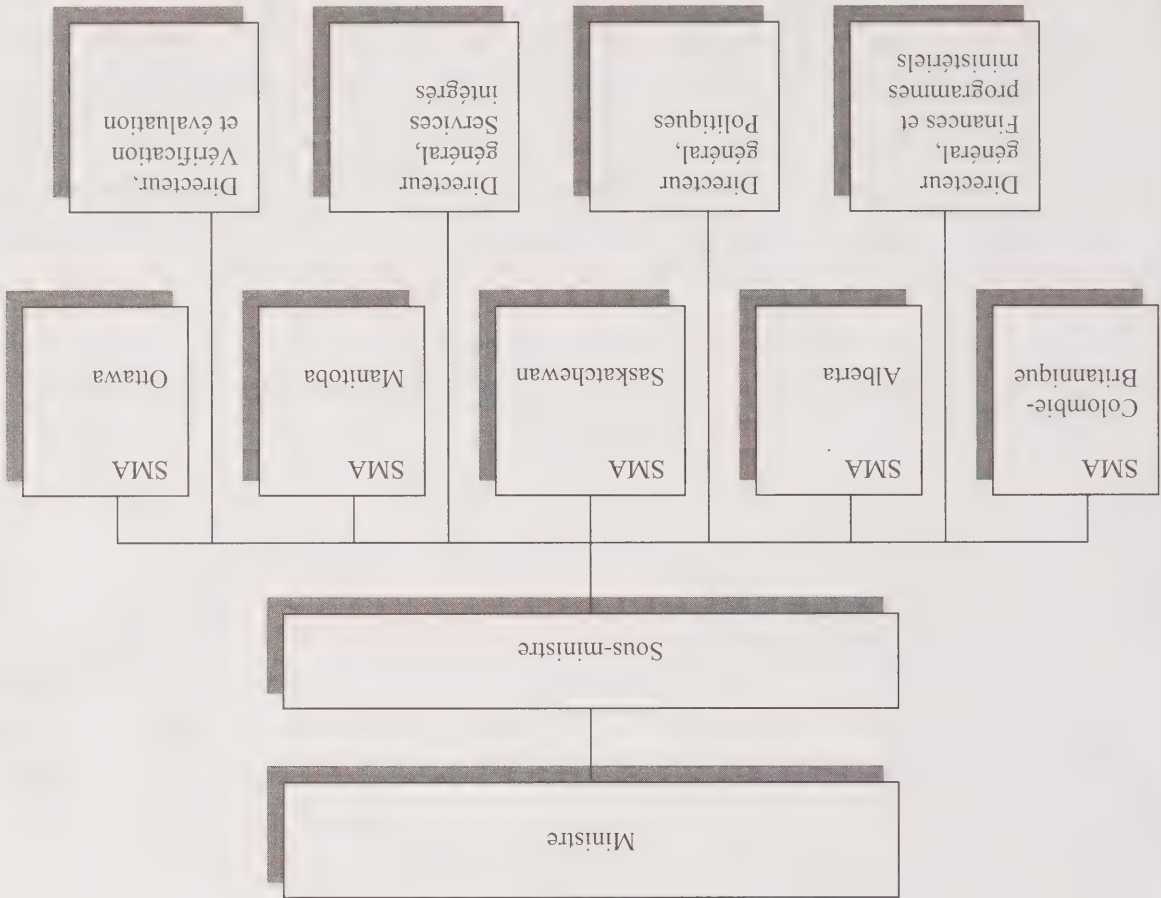 Ministre
Sous-ministre
SMA
Colombie-
Britannique
SMA
Alberta
SMA
Saskatchewan
SMA
Manitoba
SMA
Ottawa
Directeur
général,
Finances et
programmes
ministériels
Directeur
général,
Politiques
Directeur
général,
Services
intégrés
Directeur,
Vérification
et évaluation